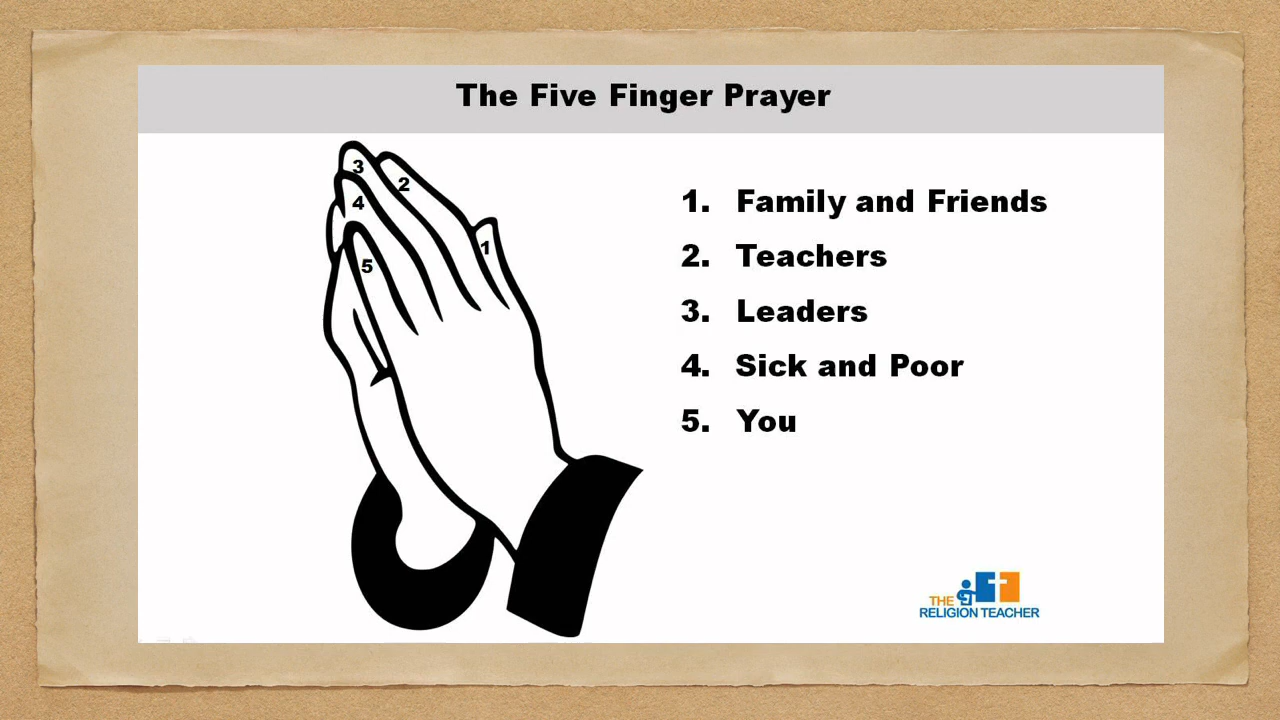 The Five Finger Prayer
3
2
4
1
5
1. Family and Friends
2. Teachers
3. Leaders
4. Sick and Poor
5. You
THE
RELIGION TEACHER